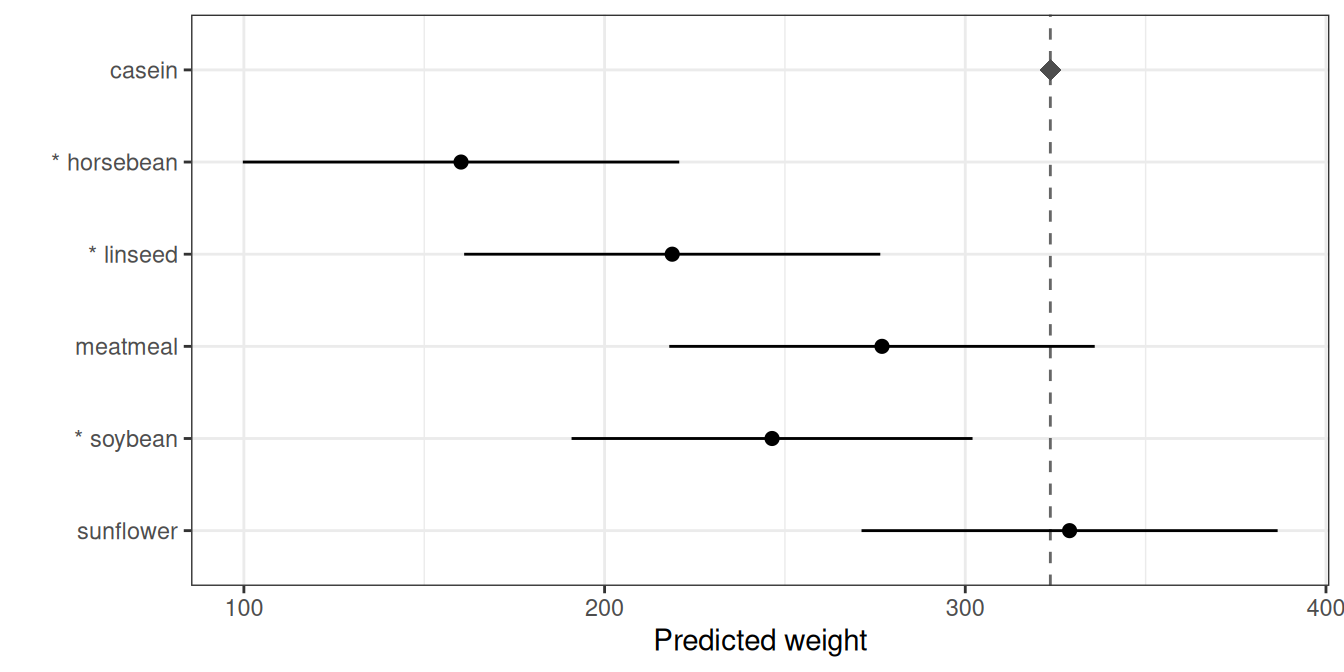 casein
* horsebean
* linseed
meatmeal
* soybean
sunflower
100 200 300 400
Predicted weight